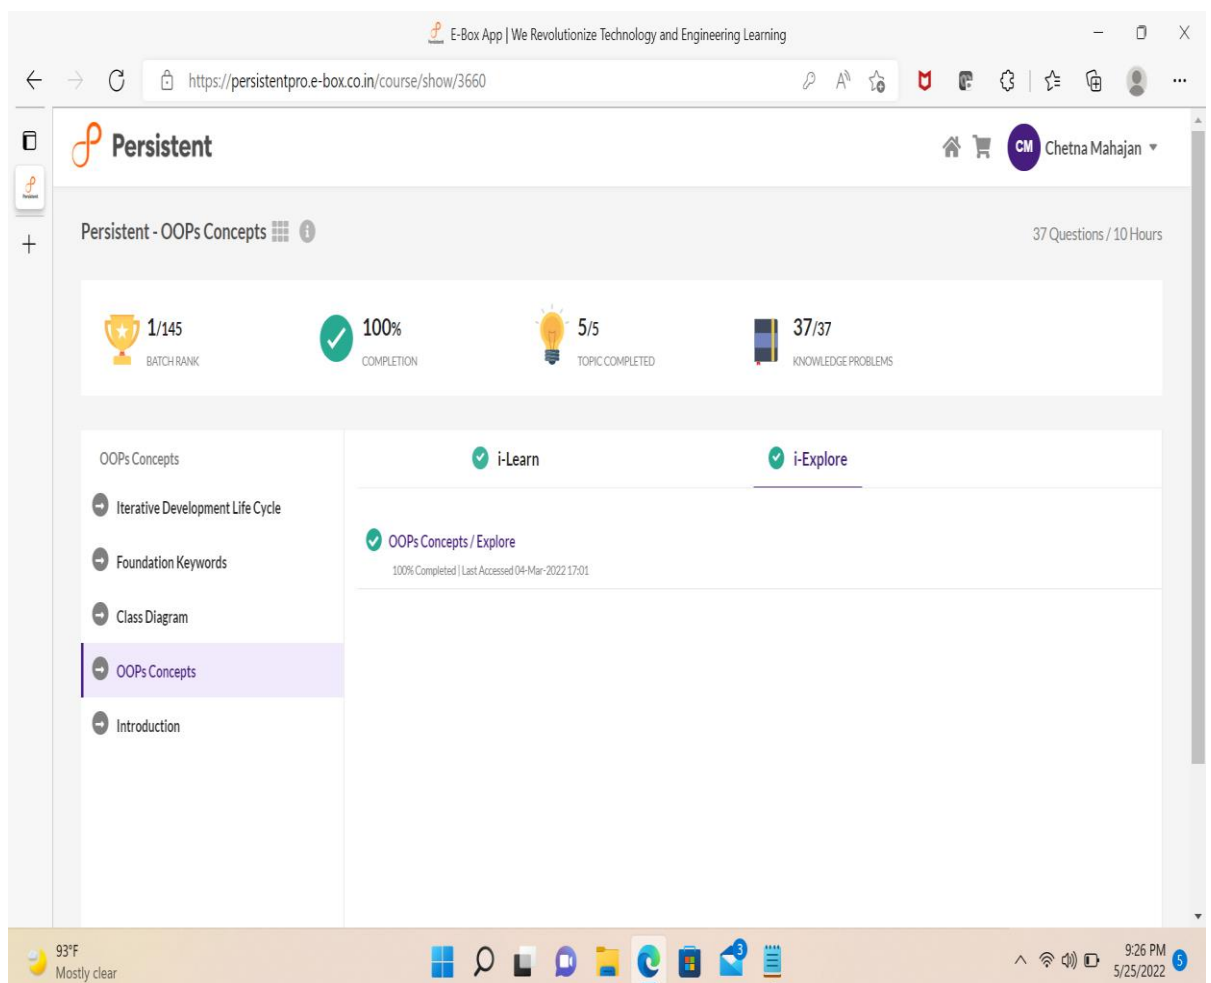 E-Box App | We Revolutionize Technology and Engineering Learning
https://persistentpro.e-box.co.in/course/show/3660
Persistent
CM Chetna Mahajan
Persistent - OOPs Concepts
37 Questions / 10 Hours
1/145
BATCH RANK
100%
COMPLETION
5/5
TOPIC COMPLETED
37/37
KNOWLEDGE PROBLEMS
OOPs Concepts
Iterative Development Life Cycle
Foundation Keywords
Class Diagram
OOPs Concepts
Introduction
i-Learn
i-Explore
OOPs Concepts / Explore
100% Completed | Last Accessed 04-Mar-2022 17:01
93°F
Mostly clear
3
9:26 PM
5/25/2022
5